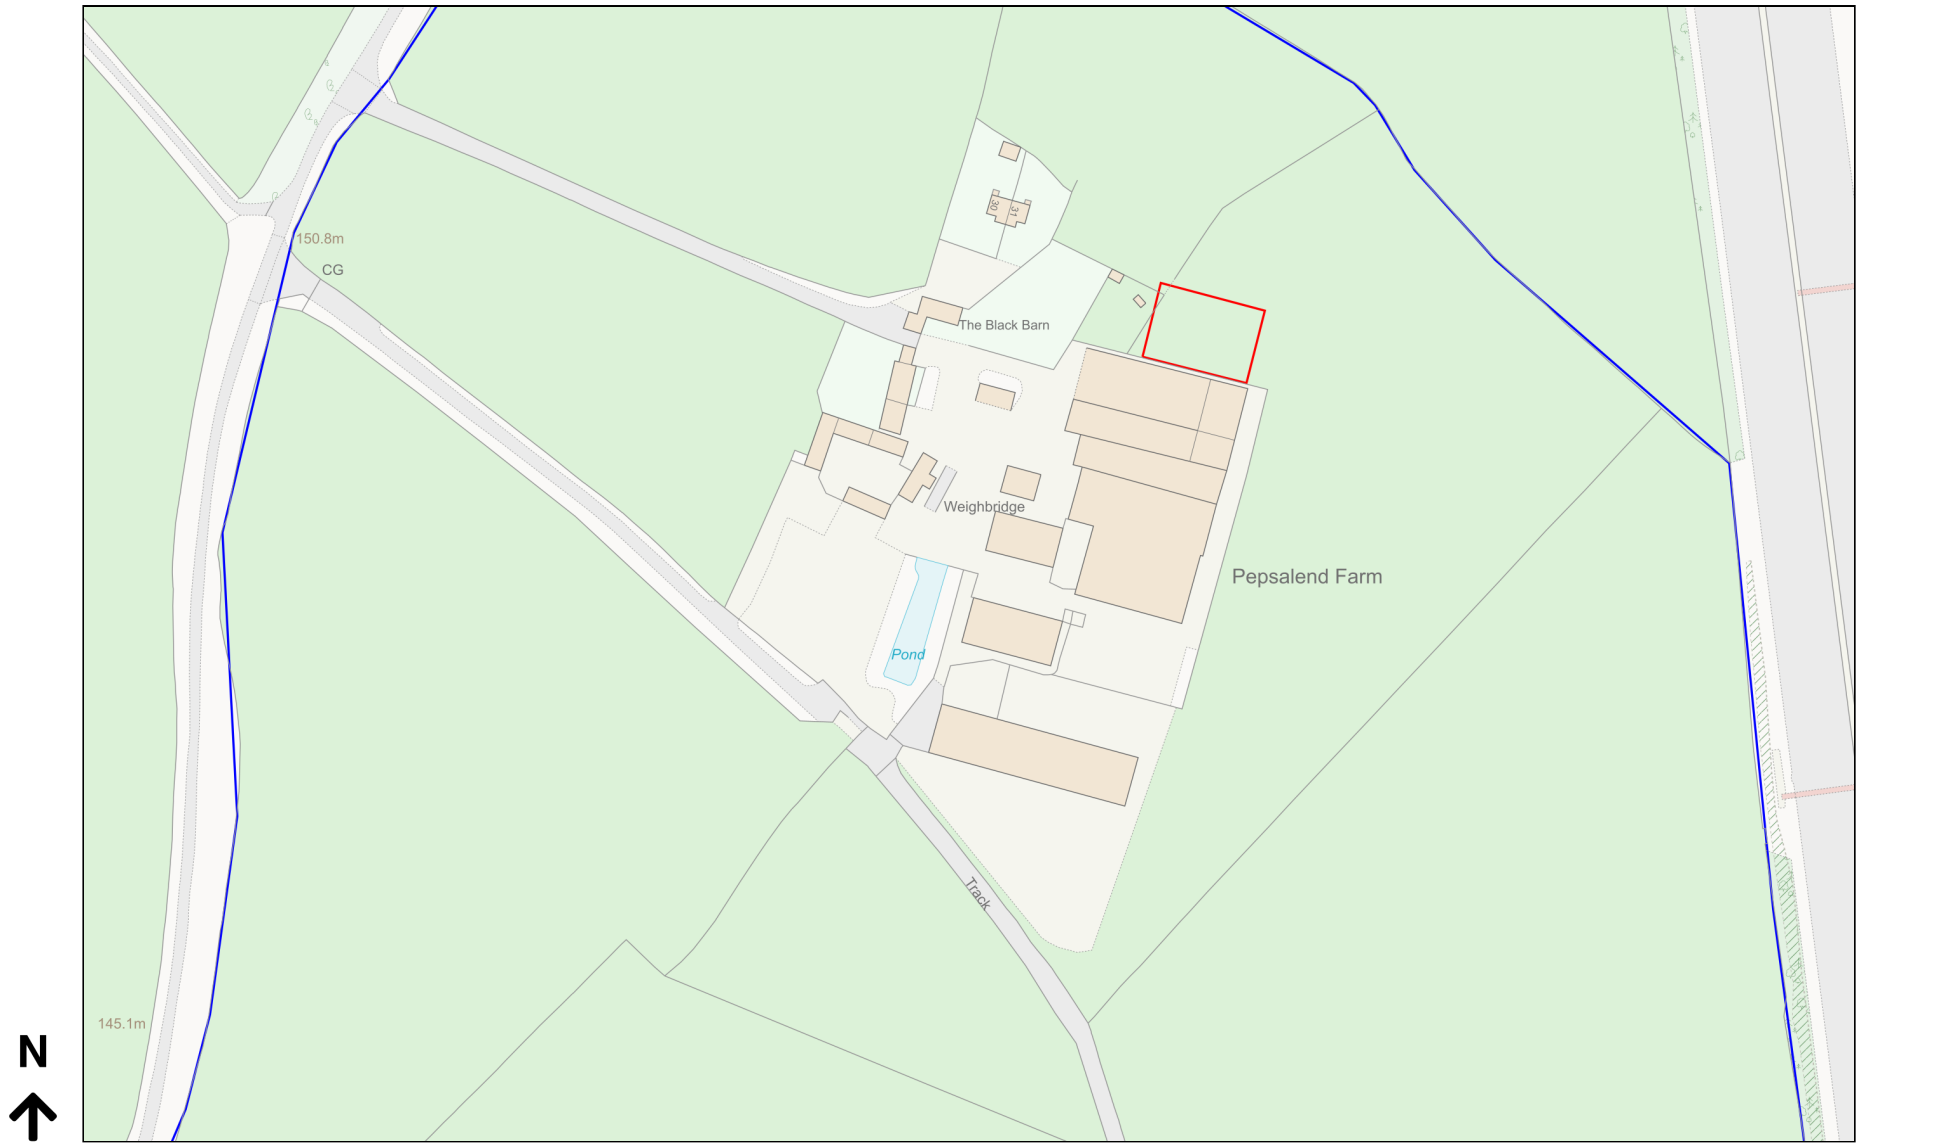 30
31
150.8m
CG
The Black Barn
Weighbridge
Pepsalend Farm
Pond
Track
145.1m
N